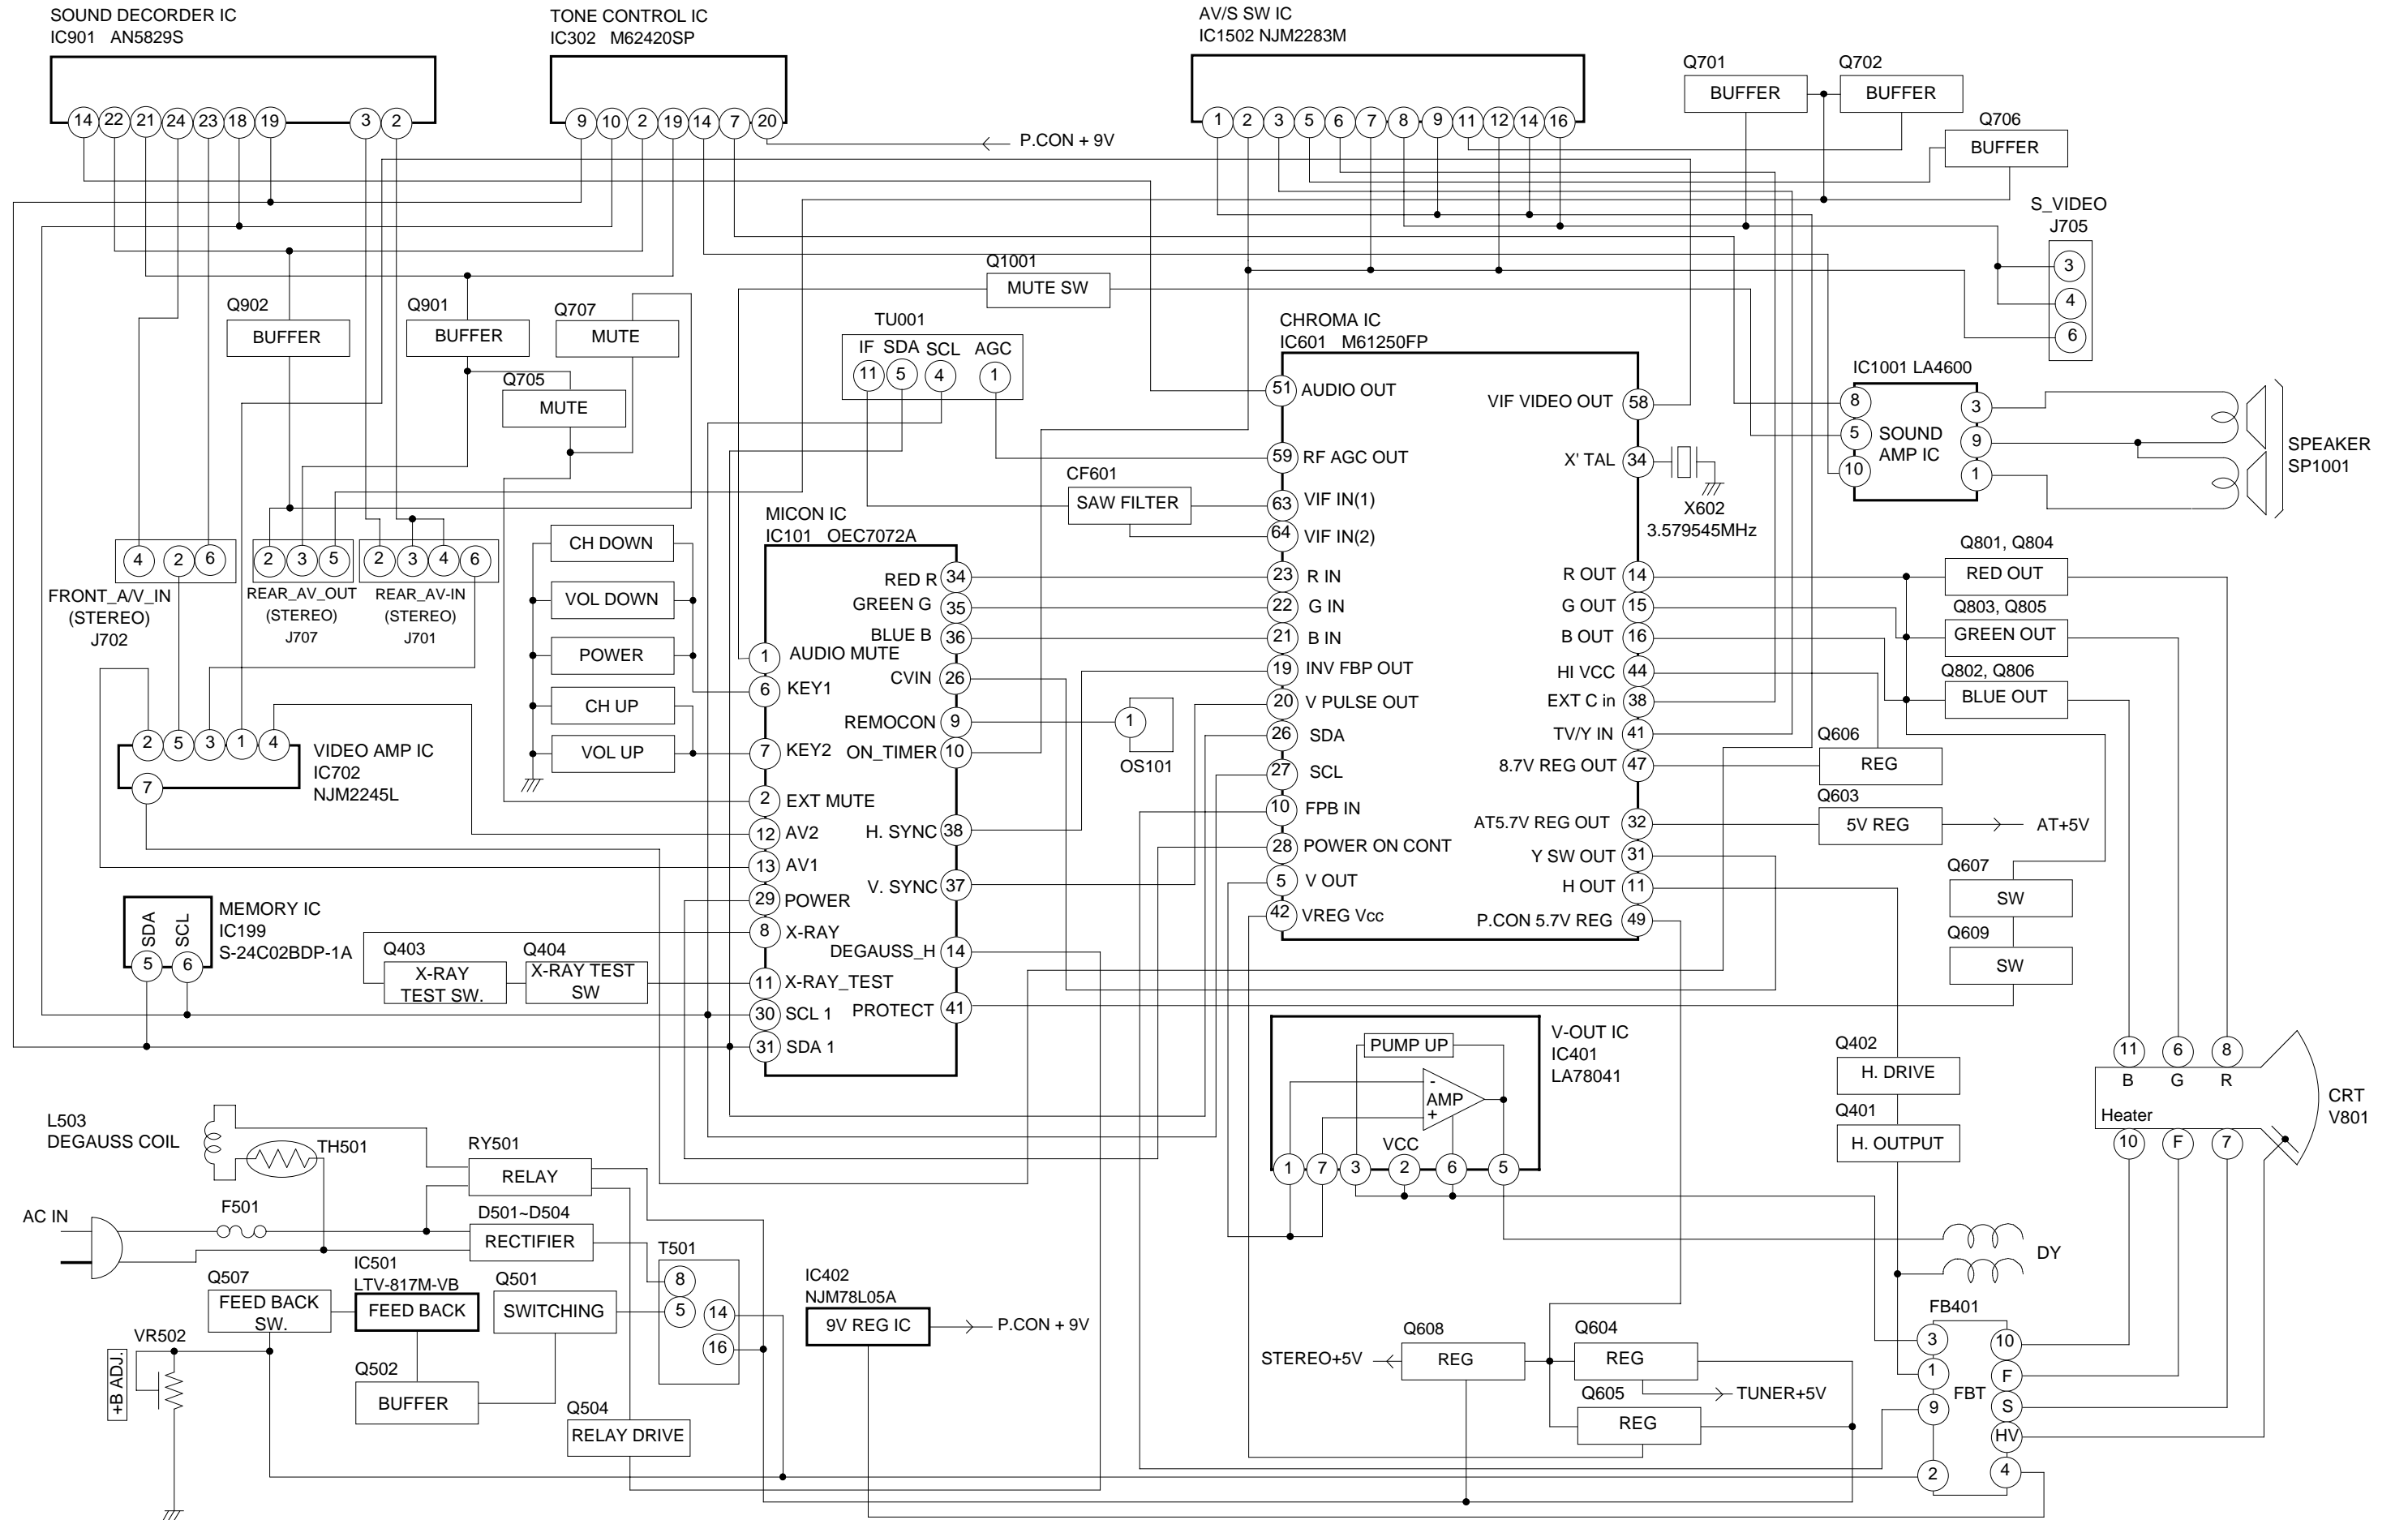 SOUND DECORDER IC
IC901 AN5829S
14 22 21 24 23 18 19 3 2
TONE CONTROL IC
IC302 M62420SP
9 10 2 19 14 7 20
P.CON + 9V
AV/S SW IC
IC1502 NJM2283M
1 2 3 5 6 7 8 9 11 12 14 16
Q701
BUFFER
Q702
BUFFER
Q706
BUFFER
S_VIDEO
J705
3
4
6
Q1001
MUTE SW
Q902
BUFFER
Q901
BUFFER
Q707
MUTE
Q705
MUTE
TU001
IF SDA SCL AGC
11 5 4 1
CF601
SAW FILTER
CHROMA IC
IC601 M61250FP
51 AUDIO OUT
59 RF AGC OUT
63 VIF IN(1)
64 VIF IN(2)
23 R IN
22 G IN
21 B IN
19 INV FBP OUT
20 V PULSE OUT
26 SDA
27 SCL
10 FPB IN
28 POWER ON CONT
5 V OUT
42 VREG Vcc
VIF VIDEO OUT 58
X' TAL 34
R OUT 14
G OUT 15
B OUT 16
HI VCC 44
EXT C in 38
TV/Y IN 41
8.7V REG OUT 47
AT5.7V REG OUT 32
Y SW OUT 31
H OUT 11
P.CON 5.7V REG 49
X602
3.579545MHz
IC1001 LA4600
8
5
10
SOUND
AMP IC
3
9
1
SPEAKER
SP1001
4 2 6
FRONT_A/V_IN
(STEREO)
J702
2 3 5
REAR_AV_OUT
(STEREO)
J707
2 3 4 6
REAR_AV-IN
(STEREO)
J701
CH DOWN
VOL DOWN
POWER
CH UP
VOL UP
MICON IC
IC101 OEC7072A
1 AUDIO MUTE
6 KEY1
7 KEY2
2 EXT MUTE
12 AV2
13 AV1
29 POWER
8 X-RAY
11 X-RAY_TEST
30 SCL 1
31 SDA 1
RED R 34
GREEN G 35
BLUE B 36
CVIN 26
REMOCON 9
ON_TIMER 10
H. SYNC 38
V. SYNC 37
DEGAUSS_H 14
PROTECT 41
1
OS101
2 5 3 1 4
7
VIDEO AMP IC
IC702
NJM2245L
SDA SCL
5 6
MEMORY IC
IC199
S-24C02BDP-1A
Q403
X-RAY
TEST SW.
Q404
X-RAY TEST
SW
Q801, Q804
RED OUT
Q803, Q805
GREEN OUT
Q802, Q806
BLUE OUT
Q606
REG
Q603
5V REG
AT+5V
Q607
SW
Q609
SW
V-OUT IC
IC401
LA78041
PUMP UP
-
AMP
+
VCC
1 7 3 2 6 5
Q402
H. DRIVE
Q401
H. OUTPUT
11 6 8
B G R
Heater
10 F 7
CRT
V801
DY
L503
DEGAUSS COIL
TH501
RY501
RELAY
AC IN
F501
D501~D504
RECTIFIER
T501
8
5
14
16
Q507
FEED BACK
SW.
IC501
LTV-817M-VB
FEED BACK
Q501
SWITCHING
VR502
+B ADJ.
Q502
BUFFER
Q504
RELAY DRIVE
IC402
NJM78L05A
9V REG IC
P.CON + 9V
STEREO+5V
Q608
REG
Q604
REG
TUNER+5V
Q605
REG
FB401
3
1
9
2
FBT
10
F
S
HV
4